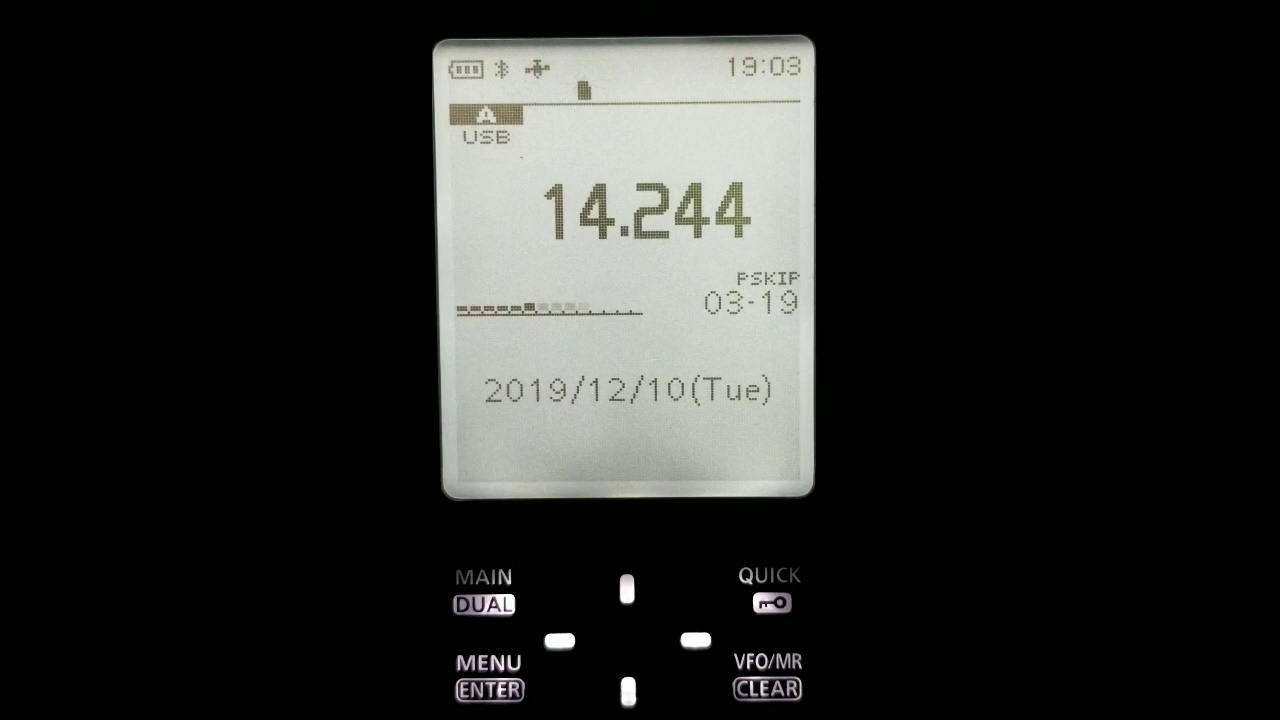 19:03
A
USB
14.244
PSKIP
03-19
2019/12/10(Tue)
MAIN
QUICK
DUAL
MENU
VFO/MR
ENTER
CLEAR